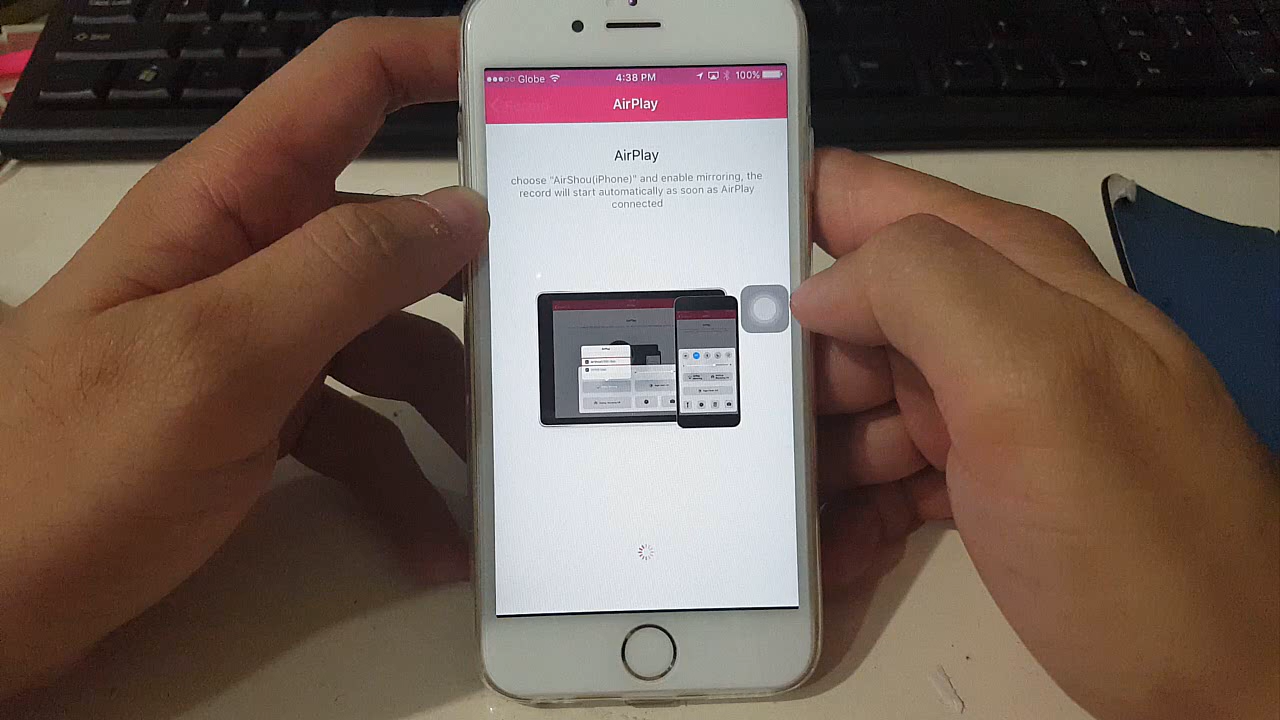 Globe 4:38 PM 100%
AirPlay
AirPlay
choose "AirShou(iPhone)" and enable mirroring, the
record will start automatically as soon as AirPlay
connected